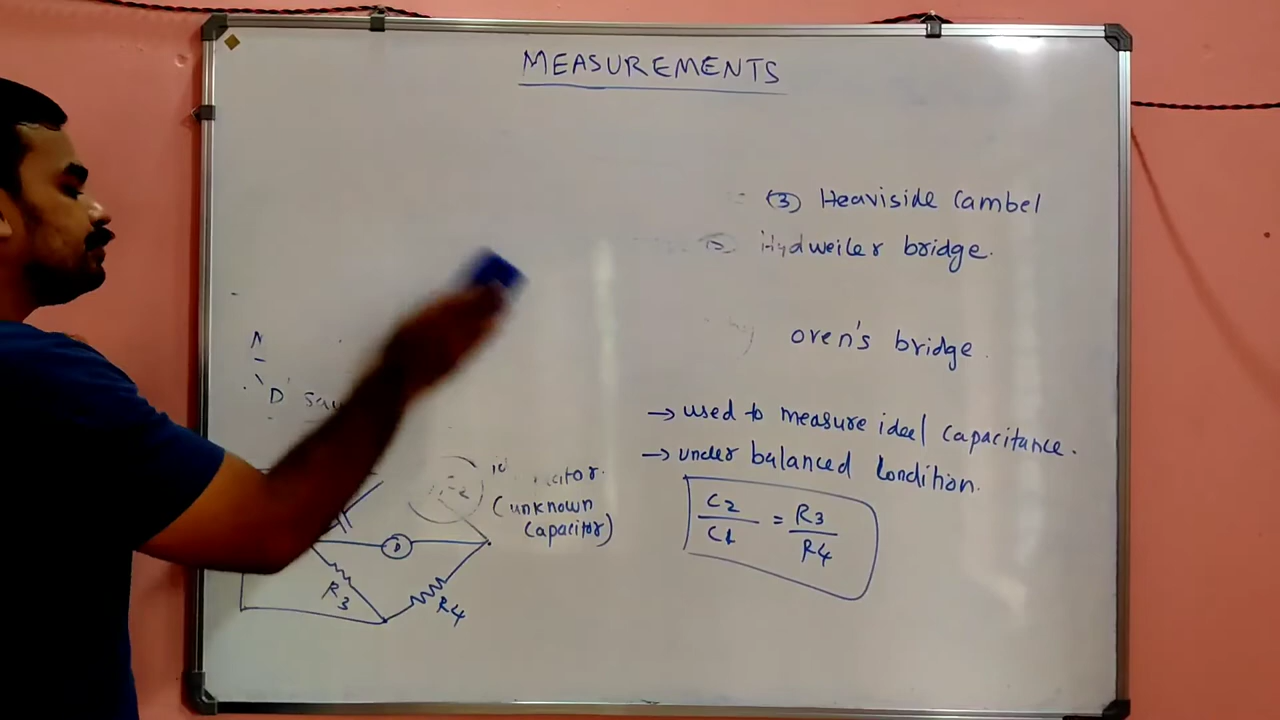 MEASUREMENTS
(3) Heaviside Cambel
Hydweiler bridge.
oven's bridge.
N
D'
→ used to measure ideal capacitance.
→ under balanced condition.
C2 / C1 = R3 / R4
(unknown
Capacitor)
D
R3
R4